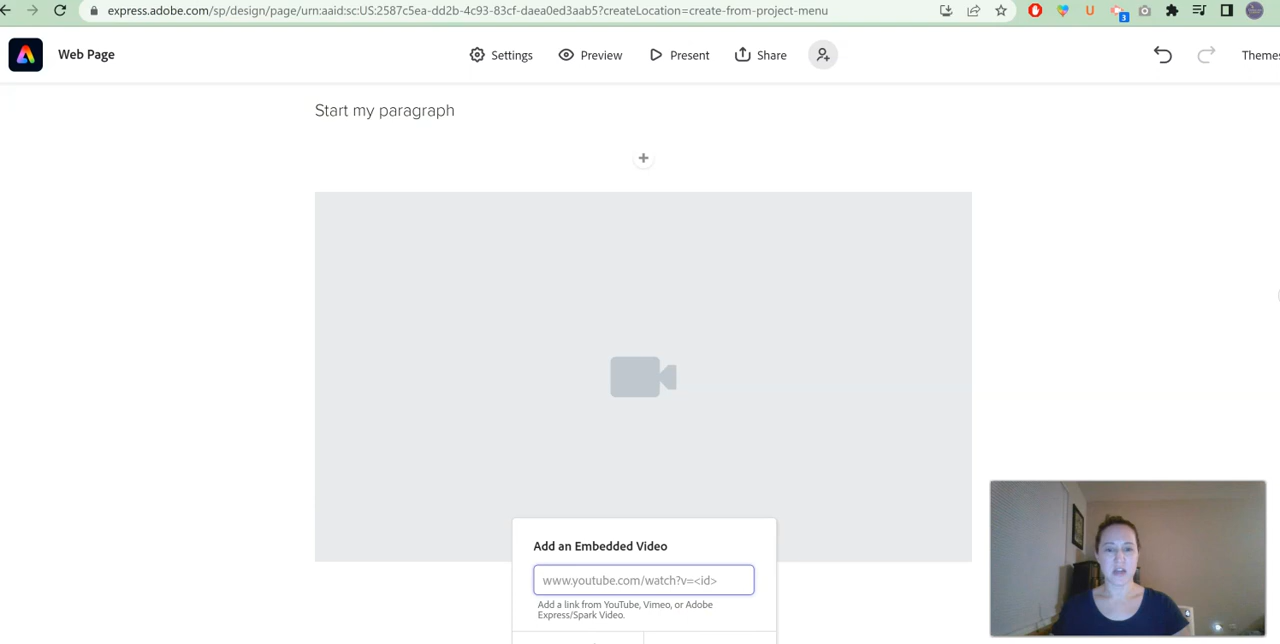 express.adobe.com/sp/design/page/urn:aaid:sc:US:2587c5ea-dd2b-4c93-83cf-daea0ed3aab5?createLocation=create-from-project-menu
U
3
Web Page
Settings
Preview
Present
Share
Themes
Start my paragraph
Add an Embedded Video
www.youtube.com/watch?v=<id>
Add a link from YouTube, Vimeo, or Adobe
Express/Spark Video.